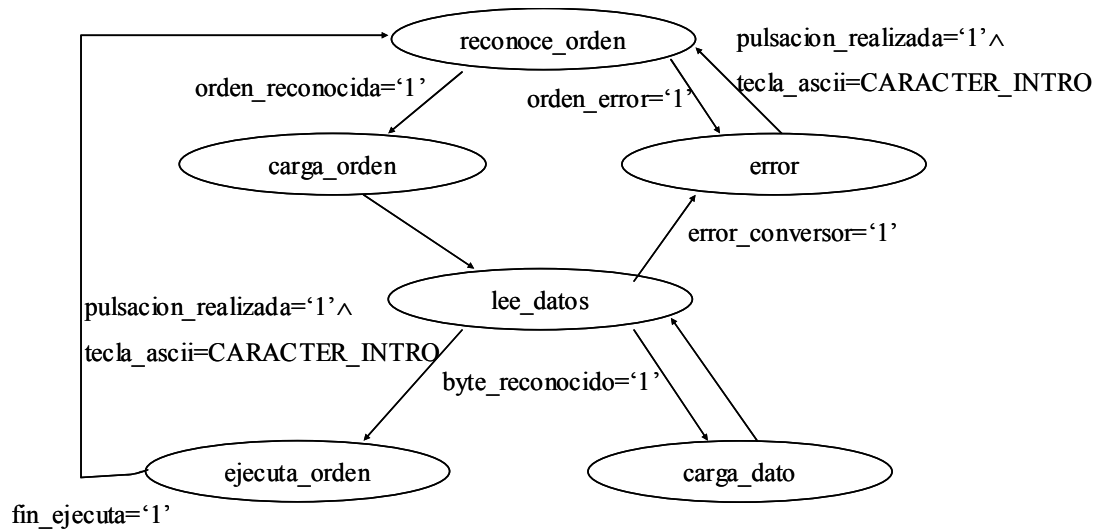 reconoce_orden
pulsacion_realizada=‘1’∧
tecla_ascii=CARACTER_INTRO
orden_reconocida=‘1’
orden_error=‘1’
carga_orden
error
error_conversor=‘1’
lee_datos
pulsacion_realizada=‘1’∧
tecla_ascii=CARACTER_INTRO
byte_reconocido=‘1’
ejecuta_orden
carga_dato
fin_ejecuta=‘1’